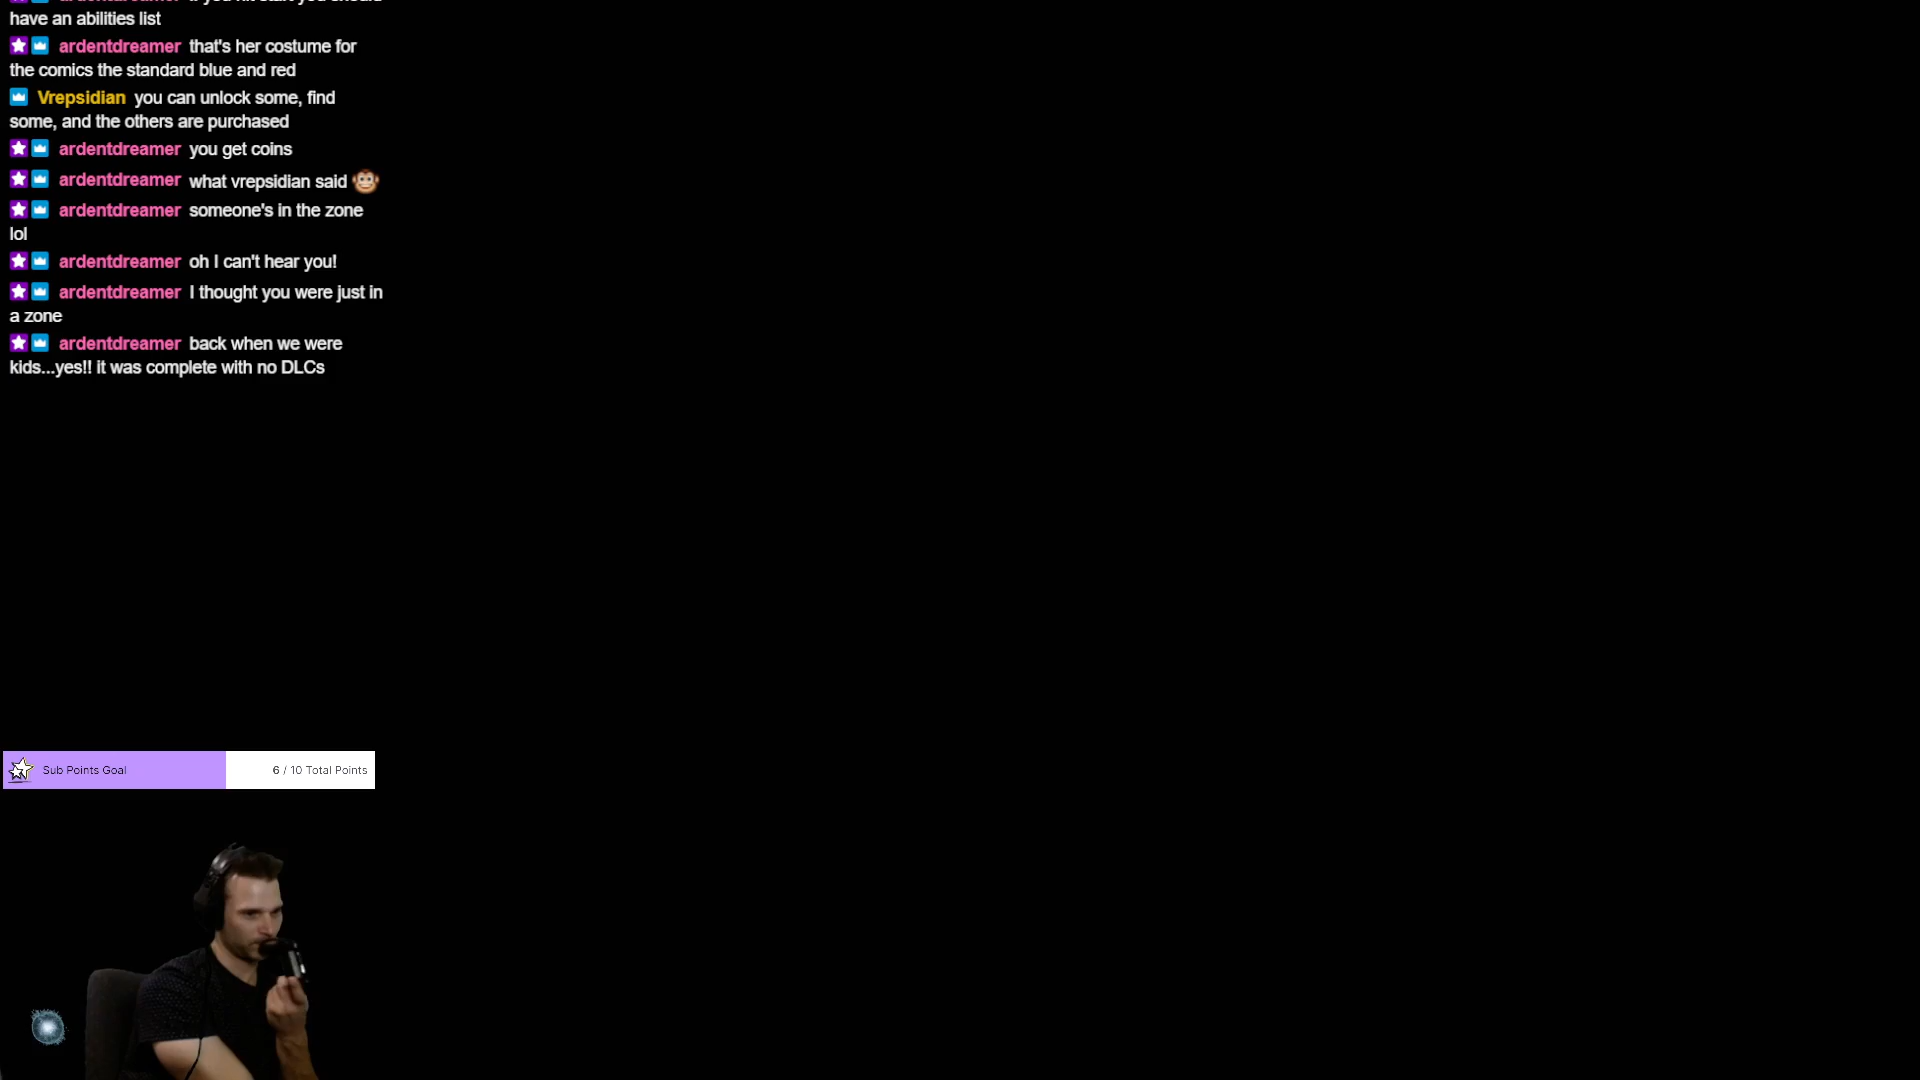 have an abilities list
ardentdreamer that's her costume for
the comics the standard blue and red
Vrepsidian you can unlock some, find
some, and the others are purchased
ardentdreamer you get coins
ardentdreamer what vrepsidian said
ardentdreamer someone's in the zone
lol
ardentdreamer oh I can't hear you!
ardentdreamer I thought you were just in
a zone
ardentdreamer back when we were
kids...yes!! it was complete with no DLCs
Sub Points Goal 6 / 10 Total Points